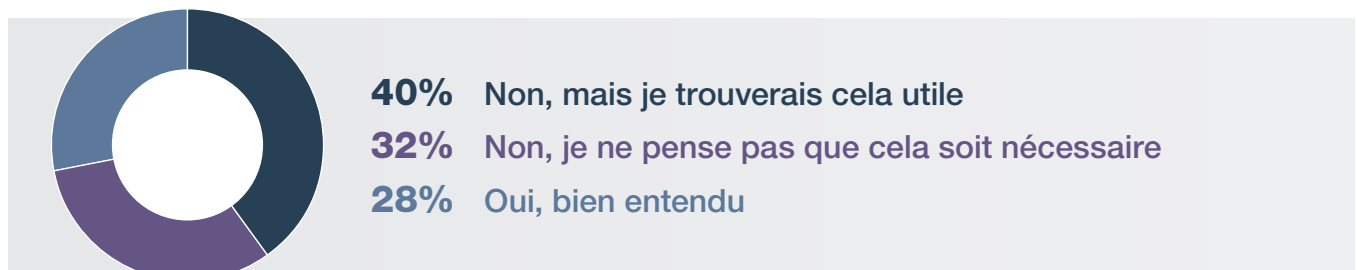 40% Non, mais je trouverais cela utile
32% Non, je ne pense pas que cela soit nécessaire
28% Oui, bien entendu